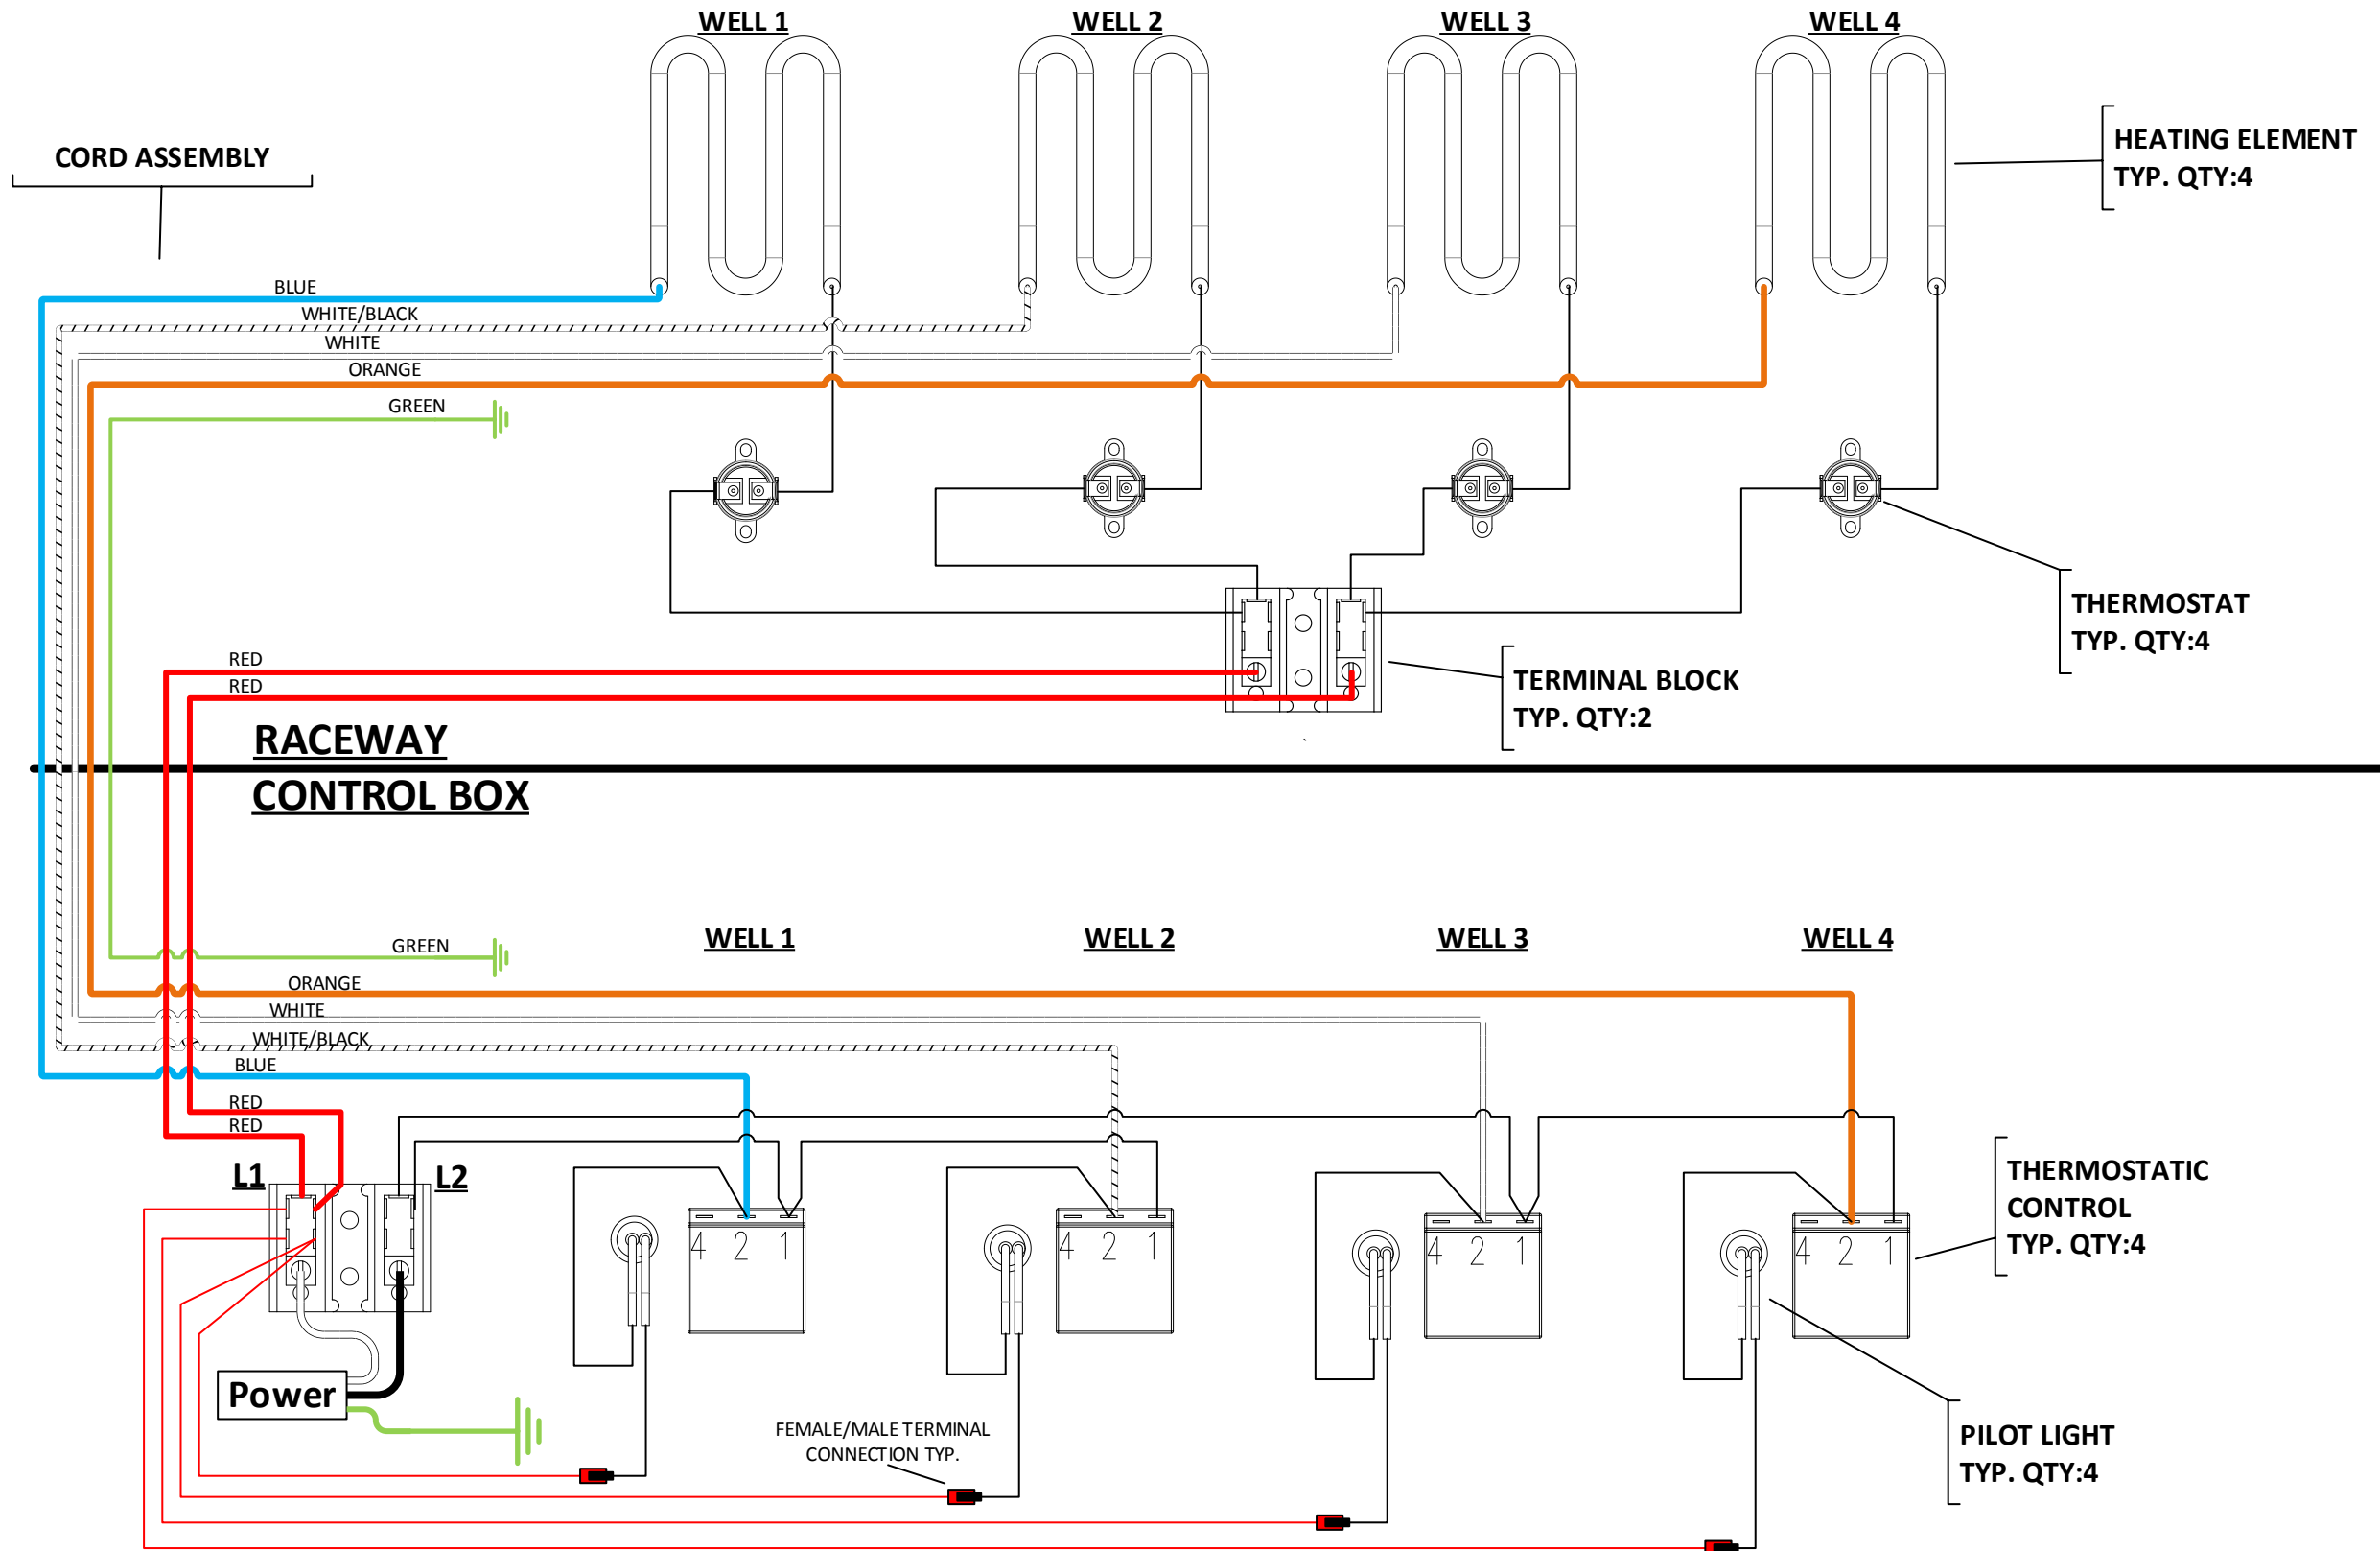 WELL 1
WELL 2
WELL 3
WELL 4
CORD ASSEMBLY
HEATING ELEMENT
TYP. QTY:4
BLUE
WHITE/BLACK
WHITE
ORANGE
GREEN
THERMOSTAT
TYP. QTY:4
RED
RED
TERMINAL BLOCK
TYP. QTY:2
RACEWAY
CONTROL BOX
WELL 1
WELL 2
WELL 3
WELL 4
GREEN
ORANGE
WHITE
WHITE/BLACK
BLUE
RED
RED
L1
L2
4 2 1
4 2 1
4 2 1
4 2 1
THERMOSTATIC
CONTROL
TYP. QTY:4
Power
FEMALE/MALE TERMINAL
CONNECTION TYP.
PILOT LIGHT
TYP. QTY:4